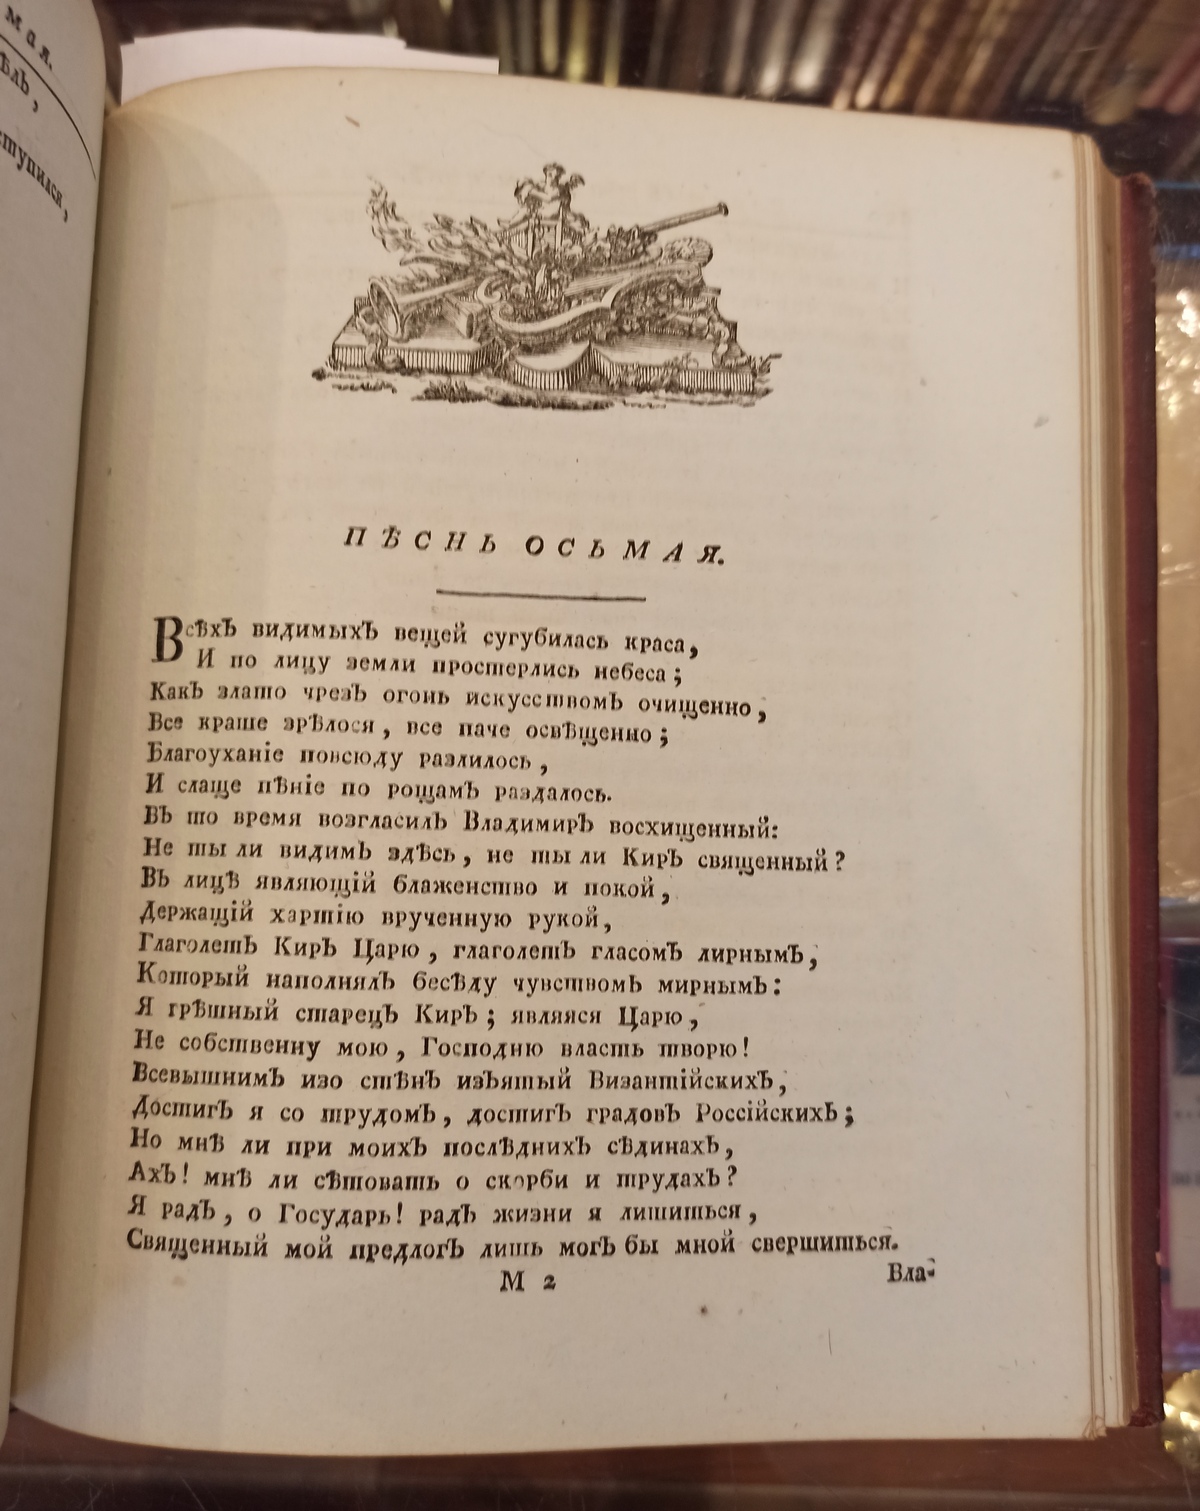 мая.
ѣль,
ступился,
ПѢСНЬ ОСЬМАЯ.
Всѣхъ видимыхъ вещей сугубилась краса,
И по лицу земли простерлись небеса;
Какъ злато чрезъ огонь искусствомъ очищенно,
Все краше зрѣлося, все паче освѣщенно;
Благоуханіе повсюду разлилось,
И слаще пѣніе по рощамъ раздалось.
Въ то время возгласилъ Владимиръ восхищенный:
Не ты ли видимъ здѣсь, не ты ли Киръ священный?
Въ лицѣ являющій блаженство и покой,
Держащій хартію врученную рукой,
Глаголетъ Киръ Царю, глаголетъ гласомъ лирнымъ,
Который наполнялъ бесѣду чувствомъ мирнымъ:
Я грѣшный старецъ Киръ; являяся Царю,
Не собственну мою, Господню власть творю!
Всевышнимъ изо стѣнъ изъятый Византійскихъ,
Достигъ я со трудомъ, достигъ градовъ Россійскихъ;
Но мнѣ ли при моихъ послѣднихъ сѣдинахъ,
Ахъ! мнѣ ли сѣтовать о скорби и трудахъ?
Я радъ, о Государь! радъ жизни я лишиться,
Священный мой предлогъ лишь могъ бы мной свершиться.
М 2
Вла-